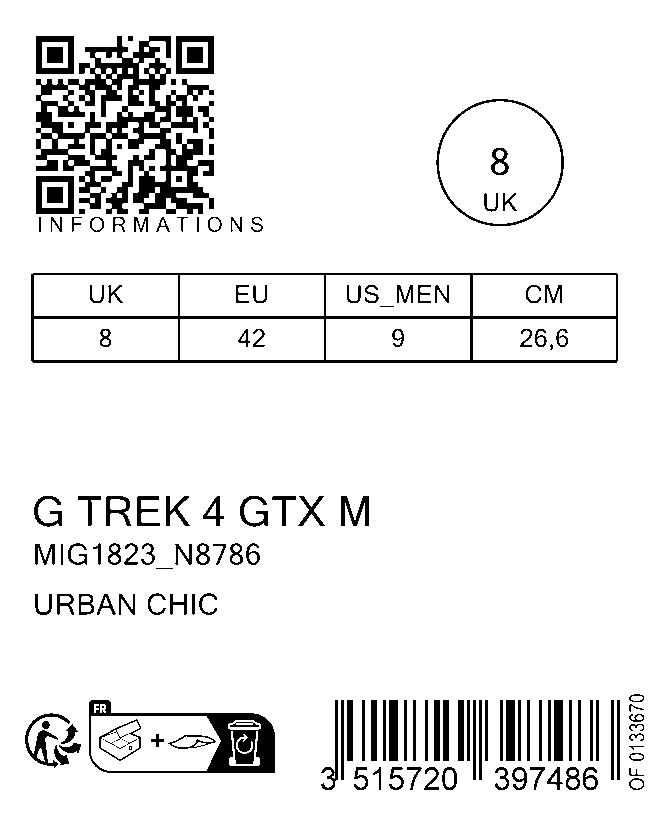 INFORMATIONS
8
UK
UK EU US_MEN CM
8 42 9 26,6
G TREK 4 GTX M
MIG1823_N8786
URBAN CHIC
FR
+
3 515720 397486
OF 0133670